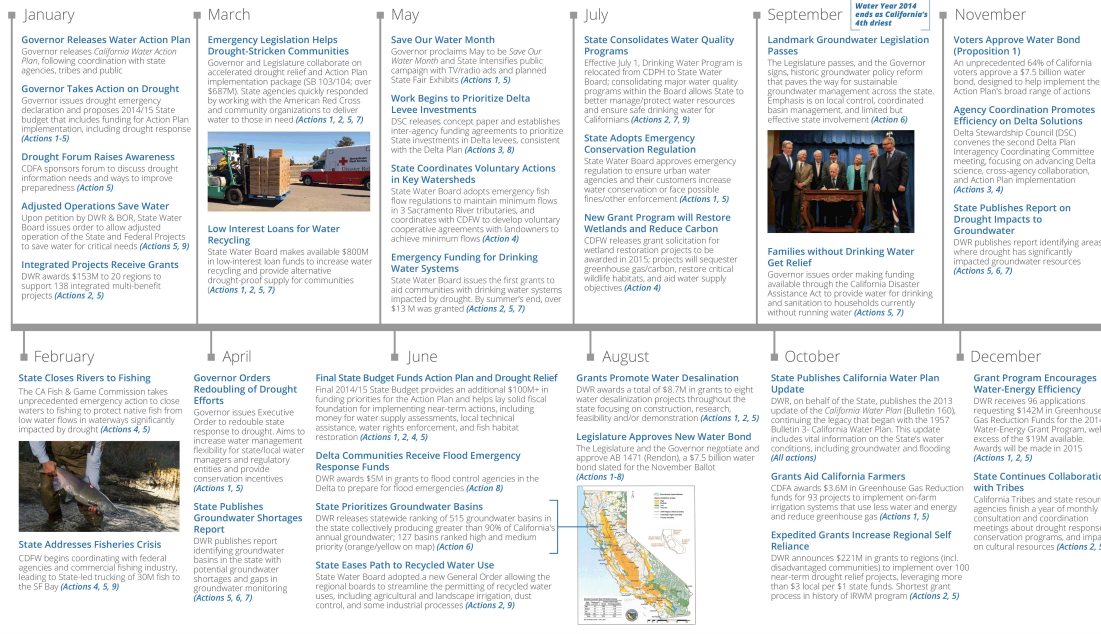 January
Governor Releases Water Action Plan
Governor releases California Water Action
Plan, following coordination with state
agencies, tribes and public
Governor Takes Action on Drought
Governor issues drought emergency
declaration and proposes 2014/15 State
budget that includes funding for Action Plan
implementation, including drought response
(Actions 1-5)
Drought Forum Raises Awareness
CDFA sponsors forum to discuss drought
information needs and ways to improve
preparedness (Action 5)
Adjusted Operations Save Water
Upon petition by DWR & BOR, State Water
Board issues order to allow adjusted
operation of the State and Federal Projects
to save water for critical needs (Actions 5, 9)
Integrated Projects Receive Grants
DWR awards $153M to 20 regions to
support 138 integrated multi-benefit
projects (Actions 2, 5)
March
Emergency Legislation Helps
Drought-Stricken Communities
Governor and Legislature collaborate on
accelerated drought relief and Action Plan
implementation package (SB 103/104; over
$687M). State agencies quickly responded
by working with the American Red Cross
and community organizations to deliver
water to those in need (Actions 1, 2, 5, 7)
Low Interest Loans for Water
Recycling
State Water Board makes available $800M
in low-interest loan funds to increase water
recycling and provide alternative
drought-proof supply for communities
(Actions 1, 2, 5, 7)
May
Save Our Water Month
Governor proclaims May to be Save Our
Water Month and State Intensifies public
campaign with TV/radio ads and planned
State Fair Exhibits (Actions 1, 5)
Work Begins to Prioritize Delta
Levee Investments
DSC releases concept paper and establishes
inter-agency funding agreements to prioritize
State investments in Delta levees, consistent
with the Delta Plan (Actions 3, 8)
State Coordinates Voluntary Actions
in Key Watersheds
State Water Board adopts emergency fish
flow regulations to maintain minimum flows
in 3 Sacramento River tributaries, and
coordinates with CDFW to develop voluntary
cooperative agreements with landowners to
achieve minimum flows (Action 4)
Emergency Funding for Drinking
Water Systems
State Water Board issues the first grants to
aid communities with drinking water systems
impacted by drought. By summer's end, over
$13 M was granted (Actions 2, 5, 7)
July
State Consolidates Water Quality
Programs
Effective July 1, Drinking Water Program is
relocated from CDPH to State Water
Board; consolidating major water quality
programs within the Board allows State to
better manage/protect water resources
and ensure safe drinking water for
Californians (Actions 2, 7, 9)
State Adopts Emergency
Conservation Regulation
State Water Board approves emergency
regulation to ensure urban water
agencies and their customers increase
water conservation or face possible
fines/other enforcement (Actions 1, 5)
New Grant Program will Restore
Wetlands and Reduce Carbon
CDFW releases grant solicitation for
wetland restoration projects to be
awarded in 2015; projects will sequester
greenhouse gas/carbon, restore critical
wildlife habitats, and aid water supply
objectives (Action 4)
September
Water Year 2014
ends as California's
4th driest
Landmark Groundwater Legislation
Passes
The Legislature passes, and the Governor
signs, historic groundwater policy reform
that paves the way for sustainable
groundwater management across the state.
Emphasis is on local control, coordinated
basin management, and limited but
effective state involvement (Action 6)
Families without Drinking Water
Get Relief
Governor issues order making funding
available through the California Disaster
Assistance Act to provide water for drinking
and sanitation to households currently
without running water (Actions 5, 7)
November
Voters Approve Water Bond
(Proposition 1)
An unprecedented 64% of California
voters approve a $7.5 billion water
bond, designed to help implement the
Action Plan's broad range of actions
Agency Coordination Promotes
Efficiency on Delta Solutions
Delta Stewardship Council (DSC)
convenes the second Delta Plan
Interagency Coordinating Committee
meeting, focusing on advancing Delta
science, cross-agency collaboration,
and Action Plan implementation
(Actions 3, 4)
State Publishes Report on
Drought Impacts to
Groundwater
DWR publishes report identifying areas
where drought has significantly
impacted groundwater resources
(Actions 5, 6, 7)
February
State Closes Rivers to Fishing
The CA Fish & Game Commission takes
unprecedented emergency action to close
waters to fishing to protect native fish from
low water flows in waterways significantly
impacted by drought (Actions 4, 5)
State Addresses Fisheries Crisis
CDFW begins coordinating with federal
agencies and commercial fishing industry,
leading to State-led trucking of 30M fish to
the SF Bay (Actions 4, 5, 9)
April
Governor Orders
Redoubling of Drought
Efforts
Governor issues Executive
Order to redouble state
response to drought. Aims to
increase water management
flexibility for state/local water
managers and regulatory
entities and provide
conservation incentives
(Actions 1, 5)
State Publishes
Groundwater Shortages
Report
DWR publishes report
identifying groundwater
basins in the state with
potential groundwater
shortages and gaps in
groundwater monitoring
(Actions 5, 6, 7)
June
Final State Budget Funds Action Plan and Drought Relief
Final 2014/15 State Budget provides an additional $100M+ in
funding priorities for the Action Plan and helps lay solid fiscal
foundation for implementing near-term actions, including
money for water supply assessments, local technical
assistance, water rights enforcement, and fish habitat
restoration (Actions 1, 2, 4, 5)
Delta Communities Receive Flood Emergency
Response Funds
DWR awards $5M in grants to flood control agencies in the
Delta to prepare for flood emergencies (Action 8)
State Prioritizes Groundwater Basins
DWR releases statewide ranking of 515 groundwater basins in
the state collectively producing greater than 90% of California's
annual groundwater; 127 basins ranked high and medium
priority (orange/yellow on map) (Action 6)
State Eases Path to Recycled Water Use
State Water Board adopted a new General Order allowing the
regional boards to streamline the permitting of recycled water
uses, including agricultural and landscape irrigation, dust
control, and some industrial processes (Actions 2, 9)
August
Grants Promote Water Desalination
DWR awards a total of $8.7M in grants to eight
water desalination projects throughout the
state focusing on construction, research,
feasibility and/or demonstration (Actions 1, 2, 5)
Legislature Approves New Water Bond
The Legislature and the Governor negotiate and
approve AB 1471 (Rendon), a $7.5 billion water
bond slated for the November Ballot
(Actions 1-8)
October
State Publishes California Water Plan
Update
DWR, on behalf of the State, publishes the 2013
update of the California Water Plan (Bulletin 160),
continuing the legacy that began with the 1957
Bulletin 3- California Water Plan. This update
includes vital information on the State's water
conditions, including groundwater and flooding
(All actions)
Grants Aid California Farmers
CDFA awards $3.6M in Greenhouse Gas Reduction
funds for 93 projects to implement on-farm
irrigation systems that use less water and energy
and reduce greenhouse gas (Actions 1, 5)
Expedited Grants Increase Regional Self
Reliance
DWR announces $221M in grants to regions (incl.
disadvantaged communities) to implement over 100
near-term drought relief projects, leveraging more
than $3 local per $1 state funds. Shortest grant
process in history of IRWM program (Actions 2, 5)
December
Grant Program Encourages
Water-Energy Efficiency
DWR receives 96 applications
requesting $142M in Greenhouse
Gas Reduction Funds for the 201
Water-Energy Grant Program, wel
excess of the $19M available.
Awards will be made in 2015
(Actions 1, 2, 5)
State Continues Collaboratio
with Tribes
California Tribes and state resour
agencies finish a year of monthly
consultation and coordination
meetings about drought respons
conservation programs, and impa
on cultural resources (Actions 2, 5